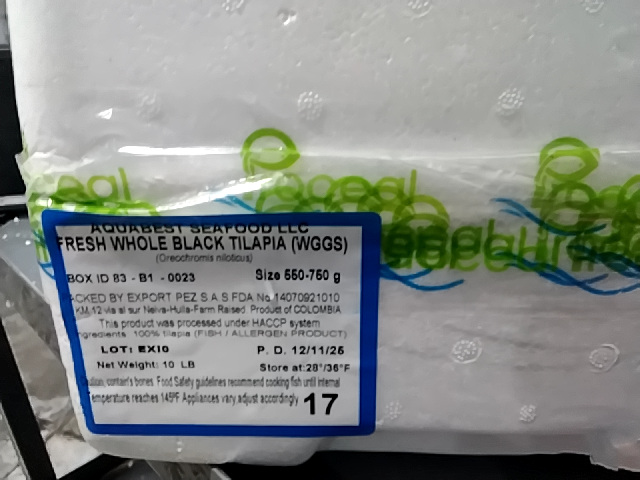 AQUABEST SEAFOOD LLC
FRESH WHOLE BLACK TILAPIA (WGGS)
(Oreochromis niloticus)
BOX ID 83 - B1 - 0023 Size 550-750 g
ACKED BY EXPORT PEZ S.A.S FDA No 14070921010
KM 12 via al sur Neiva-Huila-Farm Raised Product of COLOMBIA
This product was processed under HACCP system
ngredients 100% tilapia (FISH / ALLERGEN PRODUCT)
LOT: EXI0 P. D. 12/11/25
Net Weight: 10 LB Store at:28°/36°F
contain's bones. Food Safety guidelines recommend cooking fish until internal
emperature reaches 145ºF Appliances vary,adjust accordingly 17